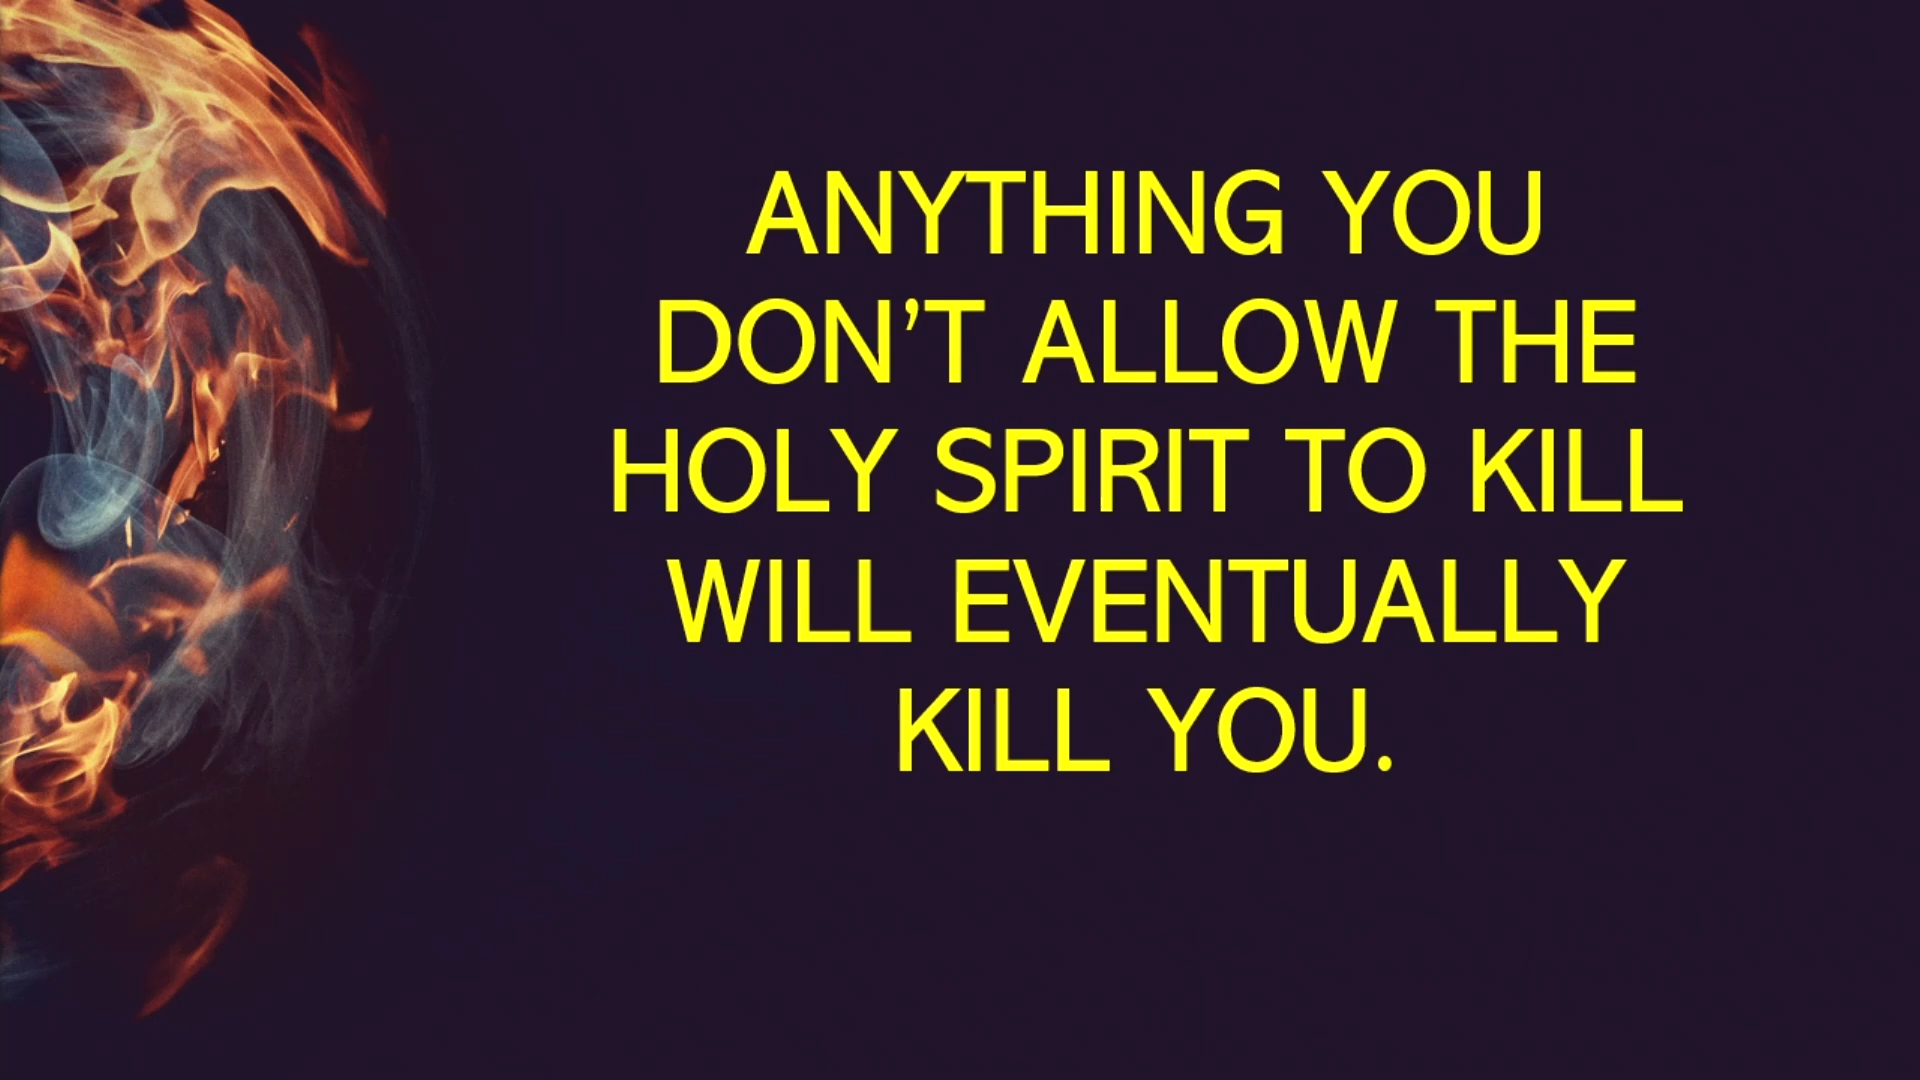 ANYTHING YOU
DON’T ALLOW THE
HOLY SPIRIT TO KILL
WILL EVENTUALLY
KILL YOU.